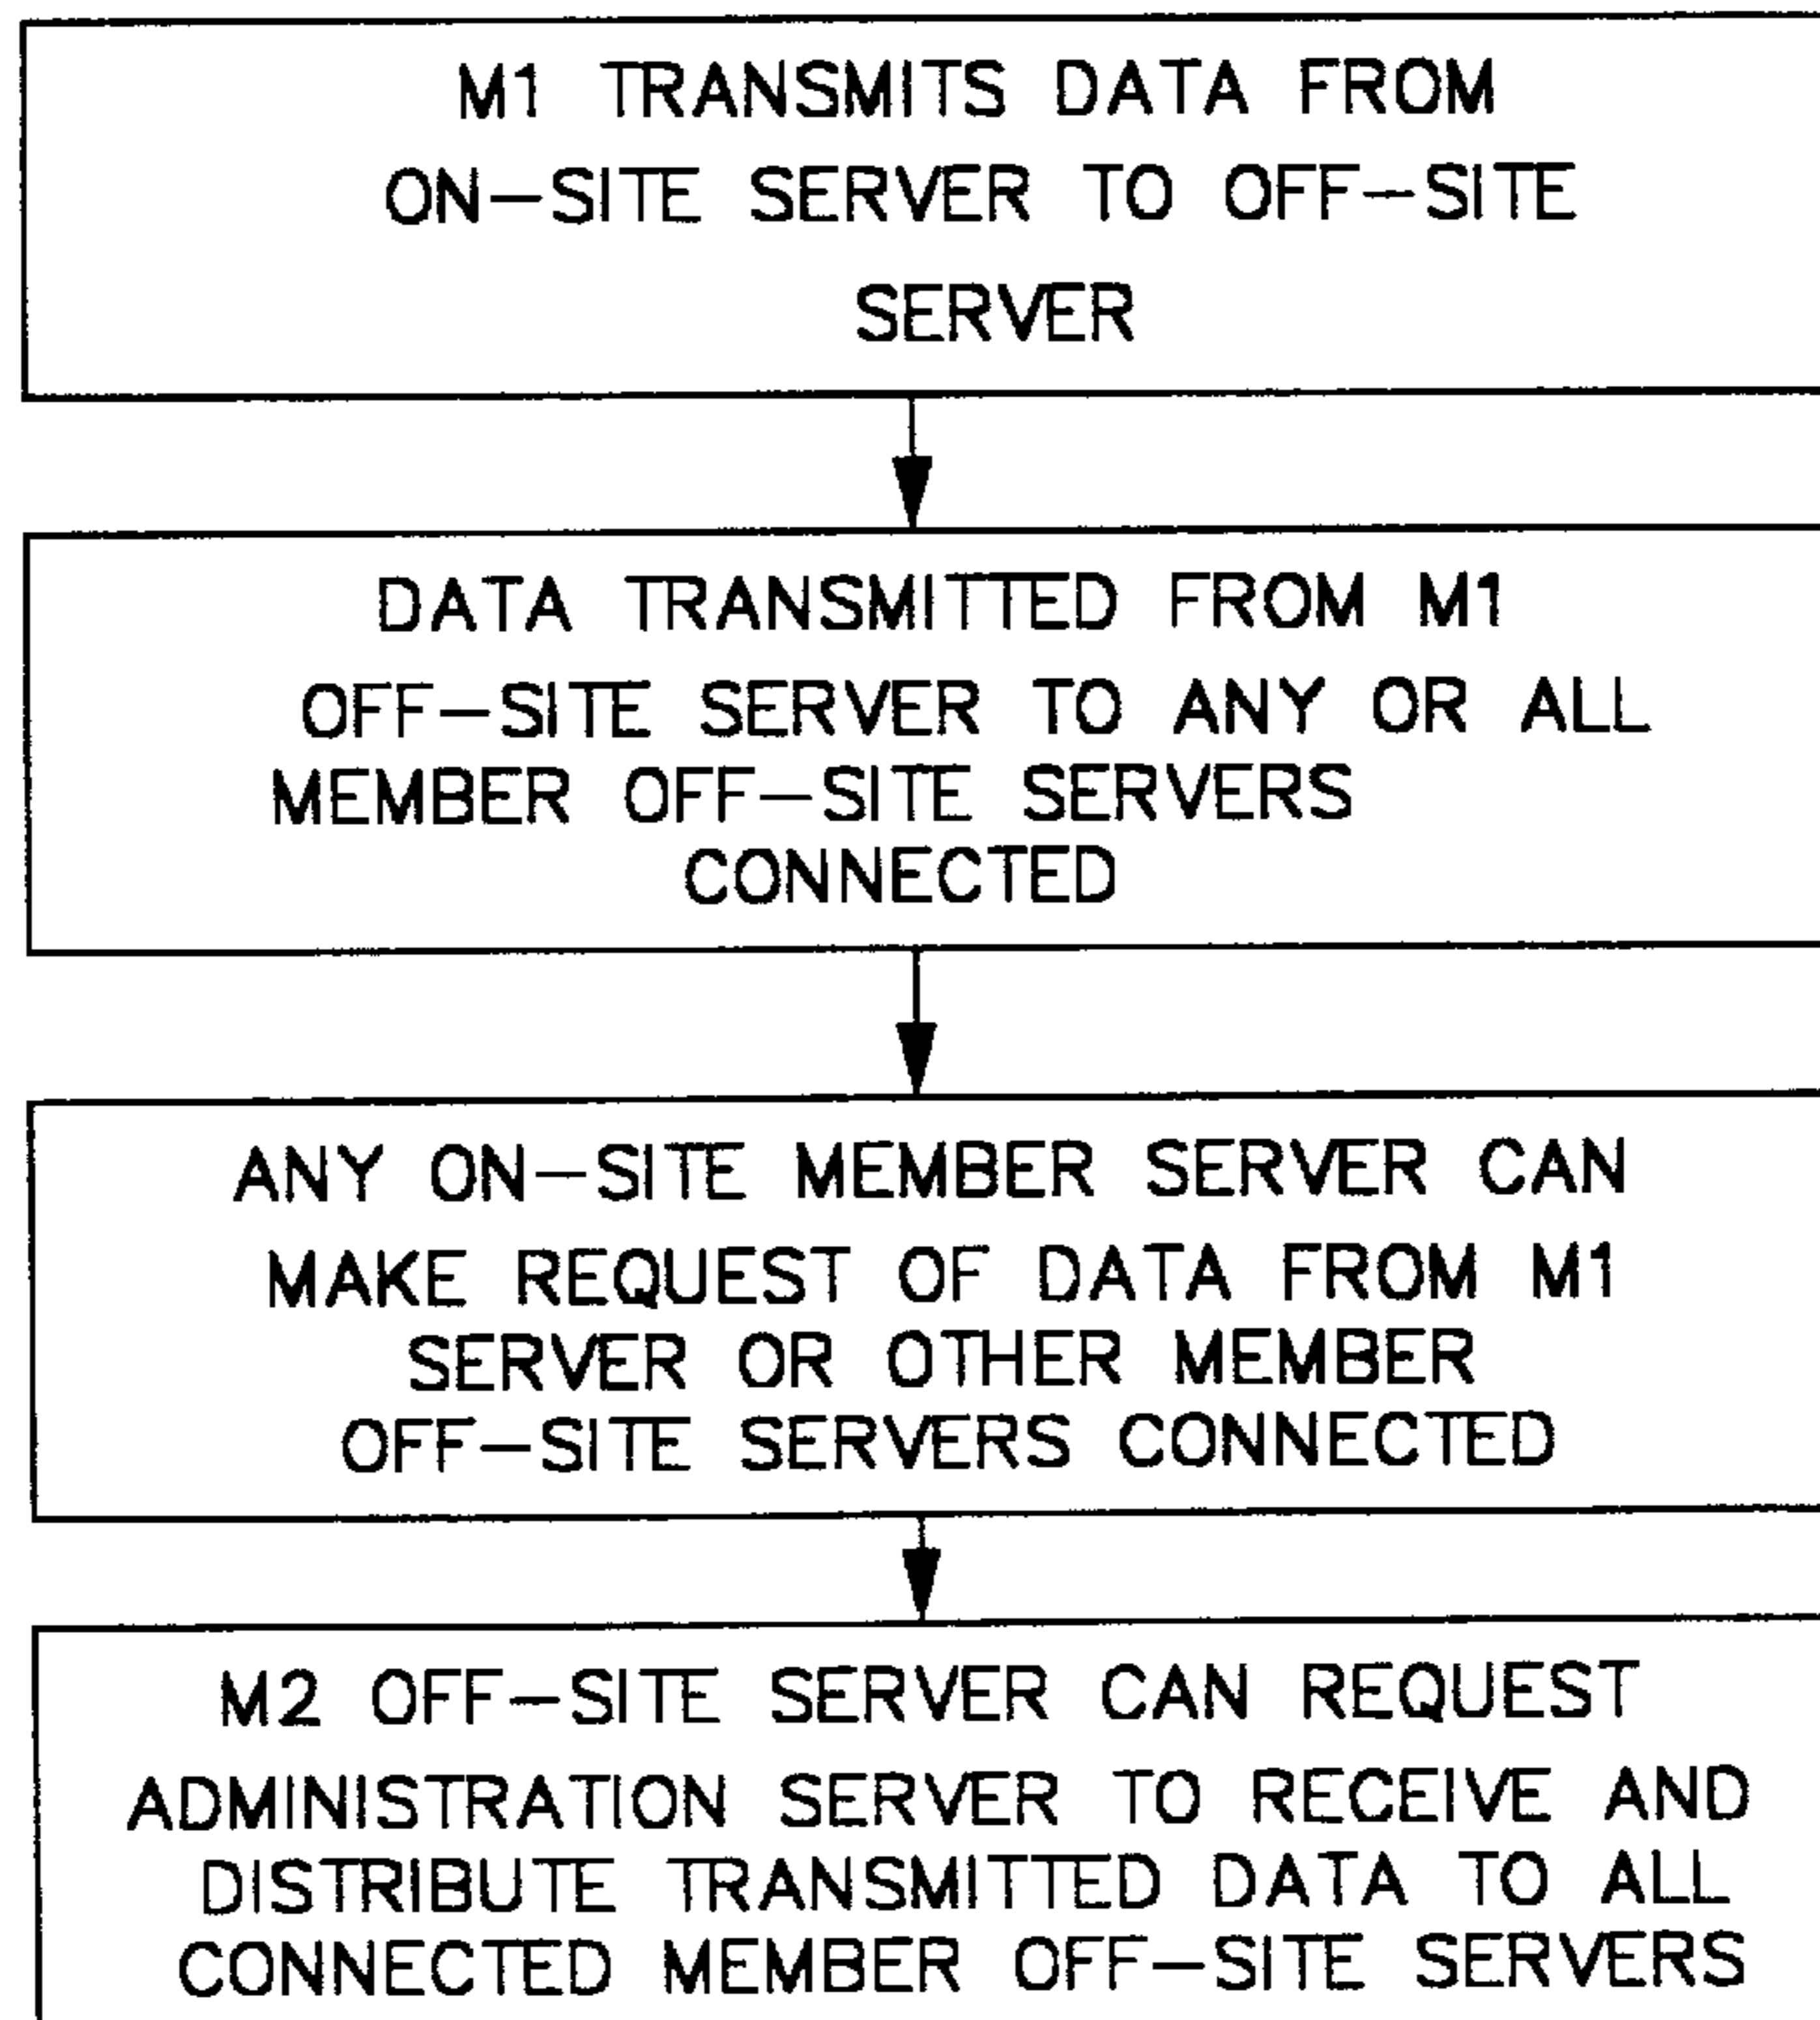 M1 TRANSMITS DATA FROM
ON-SITE SERVER TO OFF-SITE
SERVER
DATA TRANSMITTED FROM M1
OFF-SITE SERVER TO ANY OR ALL
MEMBER OFF-SITE SERVERS
CONNECTED
ANY ON-SITE MEMBER SERVER CAN
MAKE REQUEST OF DATA FROM M1
SERVER OR OTHER MEMBER
OFF-SITE SERVERS CONNECTED
M2 OFF-SITE SERVER CAN REQUEST
ADMINISTRATION SERVER TO RECEIVE AND
DISTRIBUTE TRANSMITTED DATA TO ALL
CONNECTED MEMBER OFF-SITE SERVERS